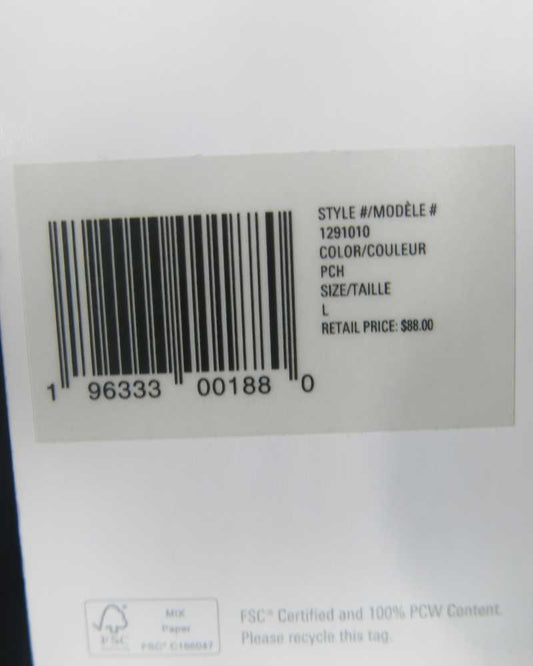 STYLE #/MODÈLE #
1291010
COLOR/COULEUR
PCH
SIZE/TAILLE
L
RETAIL PRICE: $88.00
1 96333 00188 0
FSC
MIX
Paper
FSC® Certified and 100% PCW Content.
Please recycle this tag.